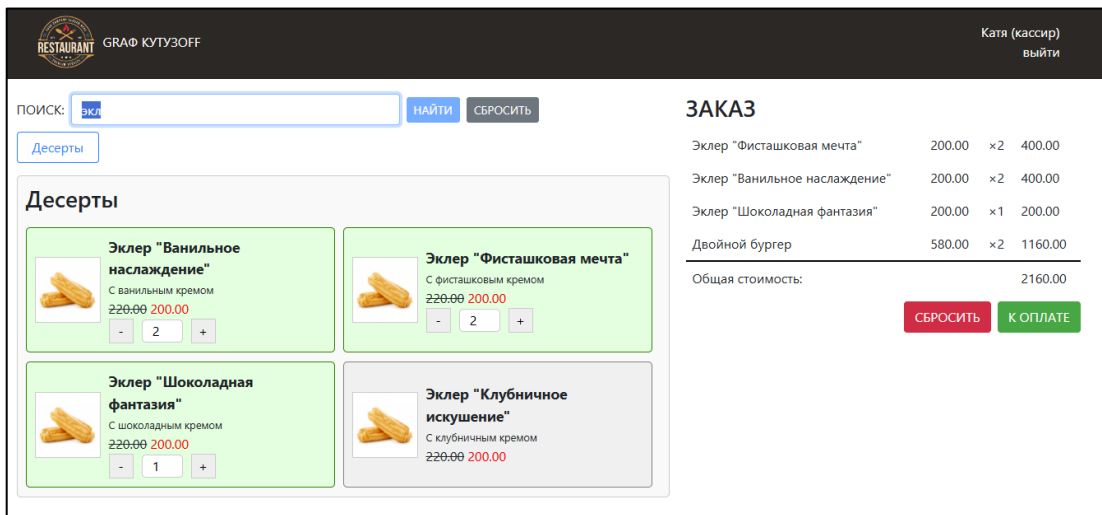 RESTAURANT
GRAФ КУТУЗOFF
Катя (кассир)
выйти
ПОИСК: экл НАЙТИ СБРОСИТЬ
Десерты
Десерты
Эклер "Ванильное
наслаждение"
С ванильным кремом
220.00 200.00
- 2 +
Эклер "Фисташковая мечта"
С фисташковым кремом
220.00 200.00
- 2 +
Эклер "Шоколадная
фантазия"
С шоколадным кремом
220.00 200.00
- 1 +
Эклер "Клубничное
искушение"
С клубничным кремом
220.00 200.00
ЗАКАЗ
Эклер "Фисташковая мечта" 200.00 ×2 400.00
Эклер "Ванильное наслаждение" 200.00 ×2 400.00
Эклер "Шоколадная фантазия" 200.00 ×1 200.00
Двойной бургер 580.00 ×2 1160.00
Общая стоимость: 2160.00
СБРОСИТЬ К ОПЛАТЕ